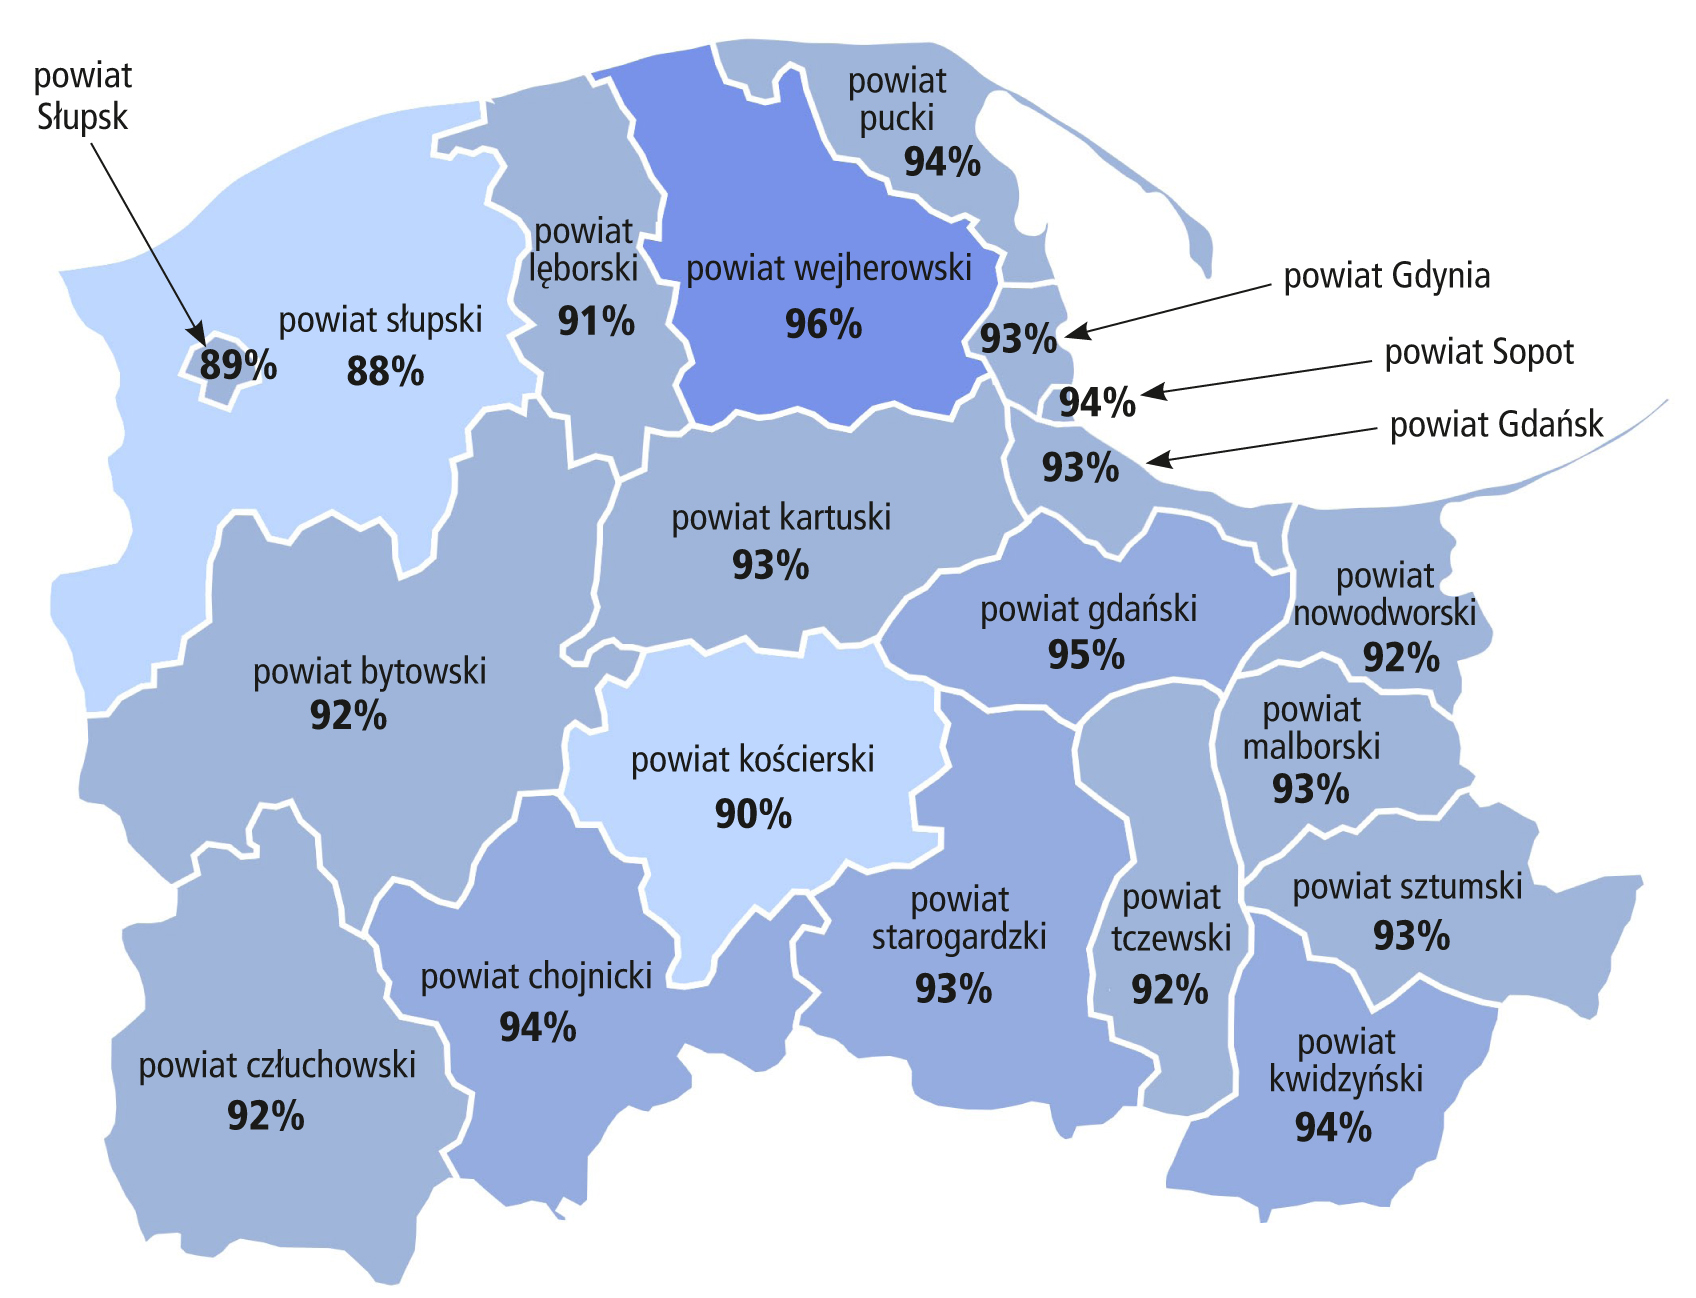 powiat
Słupsk
89%
powiat słupski
88%
powiat
lęborski
91%
powiat wejherowski
96%
powiat
pucki
94%
powiat Gdynia
93%
powiat Sopot
94%
powiat Gdańsk
93%
powiat kartuski
93%
powiat gdański
95%
powiat
nowodworski
92%
powiat bytowski
92%
powiat kościerski
90%
powiat
malborski
93%
powiat sztumski
93%
powiat
starogardzki
93%
powiat
tczewski
92%
powiat chojnicki
94%
powiat człuchowski
92%
powiat
kwidzyński
94%